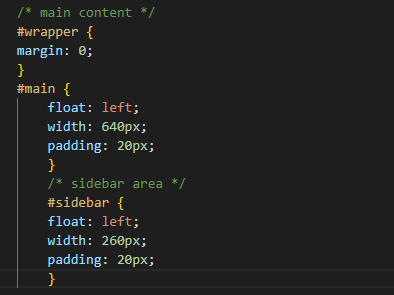 /* main content */
#wrapper {
margin: 0;
}
#main {
    float: left;
    width: 640px;
    padding: 20px;
    }
    /* sidebar area */
    #sidebar {
    float: left;
    width: 260px;
    padding: 20px;
    }